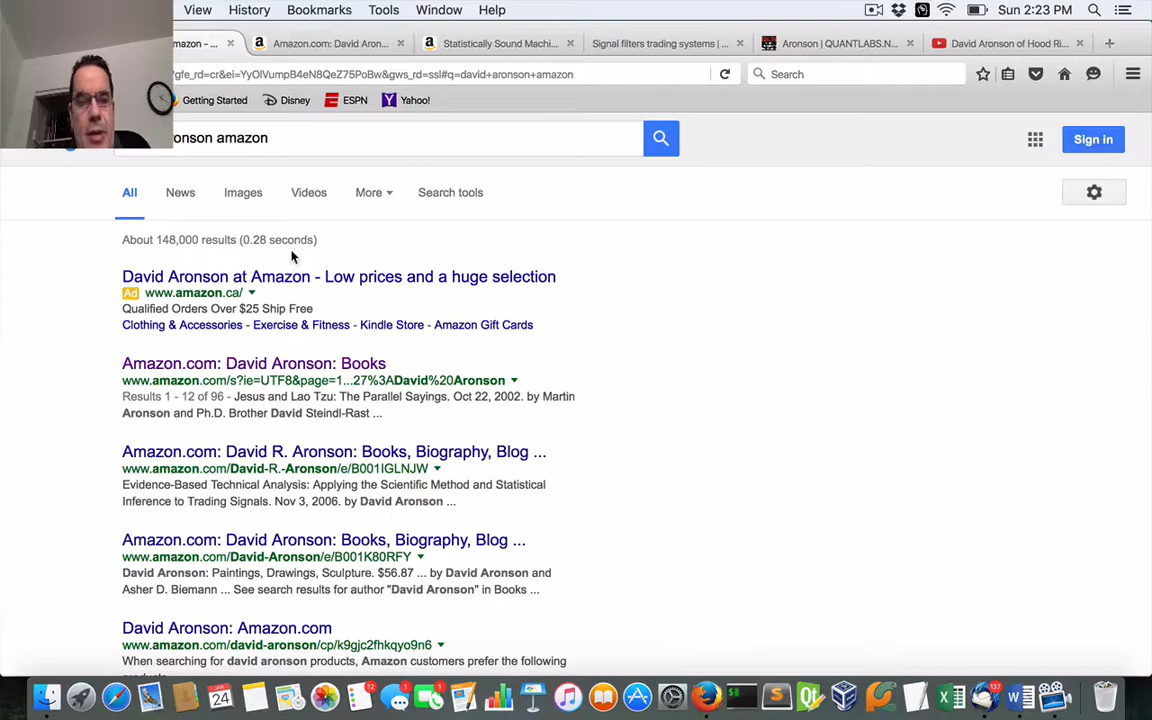 View History Bookmarks Tools Window Help Sun 2:23 PM
mazon - ... Amazon.com: David Aron... Statistically Sound Machi... Signal filters trading systems | ... Aronson | QUANTLABS.N... David Aronson of Hood Ri...
?gfe_rd=cr&ei=YyOlVumpB4eN8QeZ75PoBw&gws_rd=ssl#q=david+aronson+amazon Search
Getting Started Disney ESPN Yahoo!
ronson amazon Sign in
All News Images Videos More Search tools
About 148,000 results (0.28 seconds)
David Aronson at Amazon - Low prices and a huge selection
Ad www.amazon.ca/
Qualified Orders Over $25 Ship Free
Clothing & Accessories - Exercise & Fitness - Kindle Store - Amazon Gift Cards
Amazon.com: David Aronson: Books
www.amazon.com/s?ie=UTF8&page=1...27%3ADavid%20Aronson
Results 1 - 12 of 96 - Jesus and Lao Tzu: The Parallel Sayings. Oct 22, 2002. by Martin
Aronson and Ph.D. Brother David Steindl-Rast ...
Amazon.com: David R. Aronson: Books, Biography, Blog ...
www.amazon.com/David-R.-Aronson/e/B001IGLNJW
Evidence-Based Technical Analysis: Applying the Scientific Method and Statistical
Inference to Trading Signals. Nov 3, 2006. by David Aronson ...
Amazon.com: David Aronson: Books, Biography, Blog ...
www.amazon.com/David-Aronson/e/B001K80RFY
David Aronson: Paintings, Drawings, Sculpture. $56.87 ... by David Aronson and
Asher D. Biemann ... See search results for author "David Aronson" in Books ...
David Aronson: Amazon.com
www.amazon.com/david-aronson/cp/k9gjc2fhkqyo9n6
When searching for david aronson products, Amazon customers prefer the following